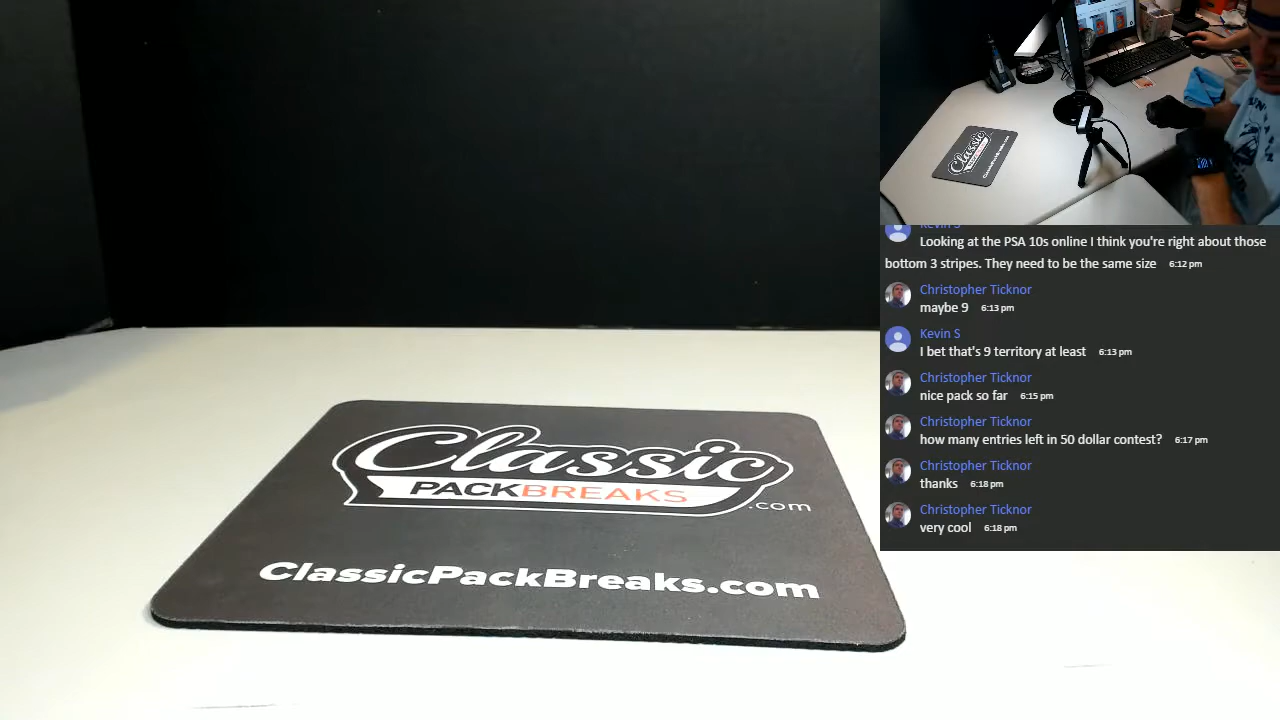 Kevin S
Looking at the PSA 10s online I think you're right about those
bottom 3 stripes. They need to be the same size 6:12 pm
Christopher Ticknor
maybe 9 6:13 pm
Kevin S
I bet that's 9 territory at least 6:13 pm
Christopher Ticknor
nice pack so far 6:15 pm
Christopher Ticknor
how many entries left in 50 dollar contest? 6:17 pm
Christopher Ticknor
thanks 6:18 pm
Christopher Ticknor
very cool 6:18 pm
Classic
PACKBREAKS
.com
ClassicPackBreaks.com
Classic